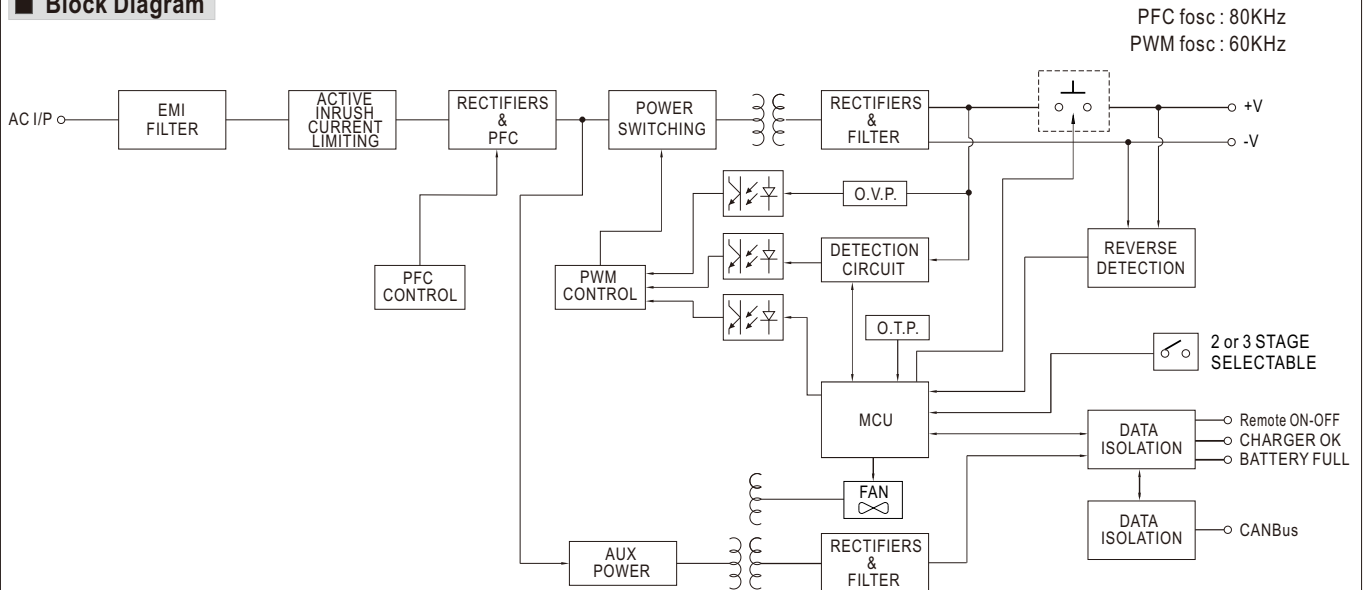 ■ Block Diagram
PFC fosc : 80KHz
PWM fosc : 60KHz
AC I/P
EMI
FILTER
ACTIVE
INRUSH
CURRENT
LIMITING
RECTIFIERS
&
PFC
POWER
SWITCHING
RECTIFIERS
&
FILTER
+V
-V
O.V.P.
PFC
CONTROL
PWM
CONTROL
DETECTION
CIRCUIT
REVERSE
DETECTION
O.T.P.
2 or 3 STAGE
SELECTABLE
MCU
DATA
ISOLATION
Remote ON-OFF
CHARGER OK
BATTERY FULL
FAN
DATA
ISOLATION
CANBus
AUX
POWER
RECTIFIERS
&
FILTER